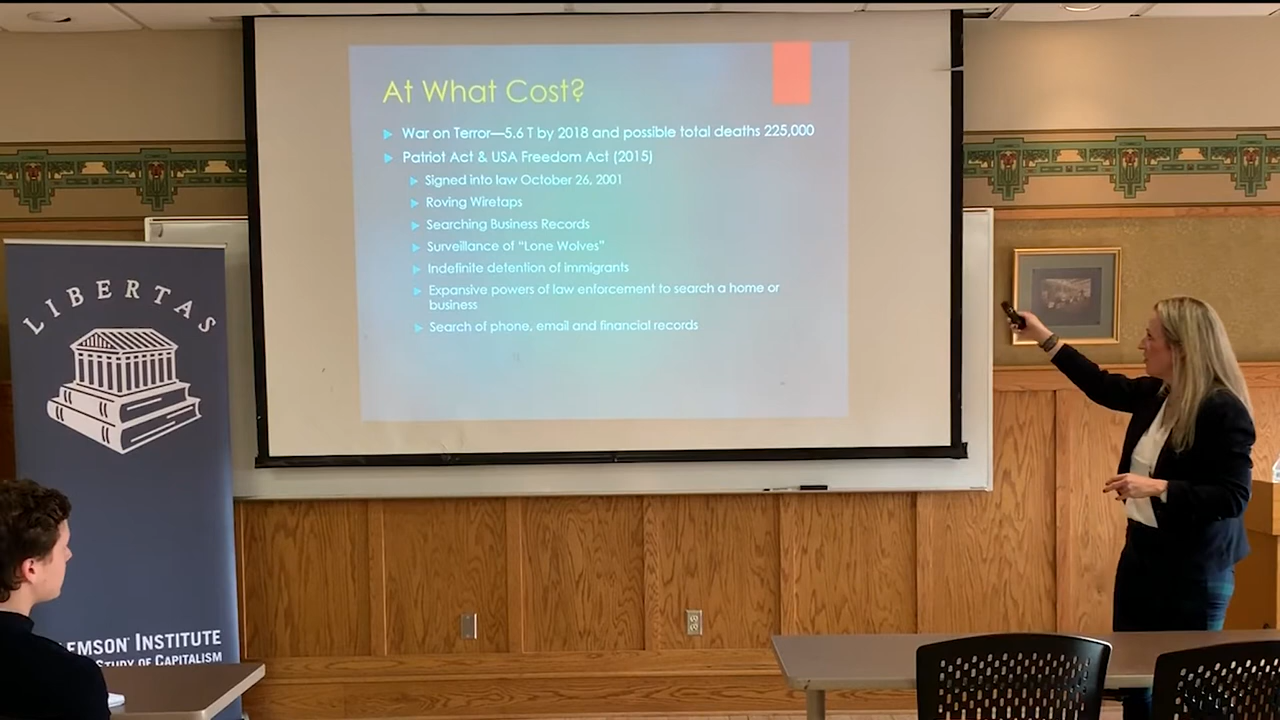 At What Cost?
War on Terror—5.6 T by 2018 and possible total deaths 225,000
Patriot Act & USA Freedom Act (2015)
Signed into law October 26, 2001
Roving Wiretaps
Searching Business Records
Surveillance of “Lone Wolves”
Indefinite detention of immigrants
Expansive powers of law enforcement to search a home or
business
Search of phone, email and financial records
LIBERTAS
EMSON INSTITUTE
STUDY OF CAPITALISM